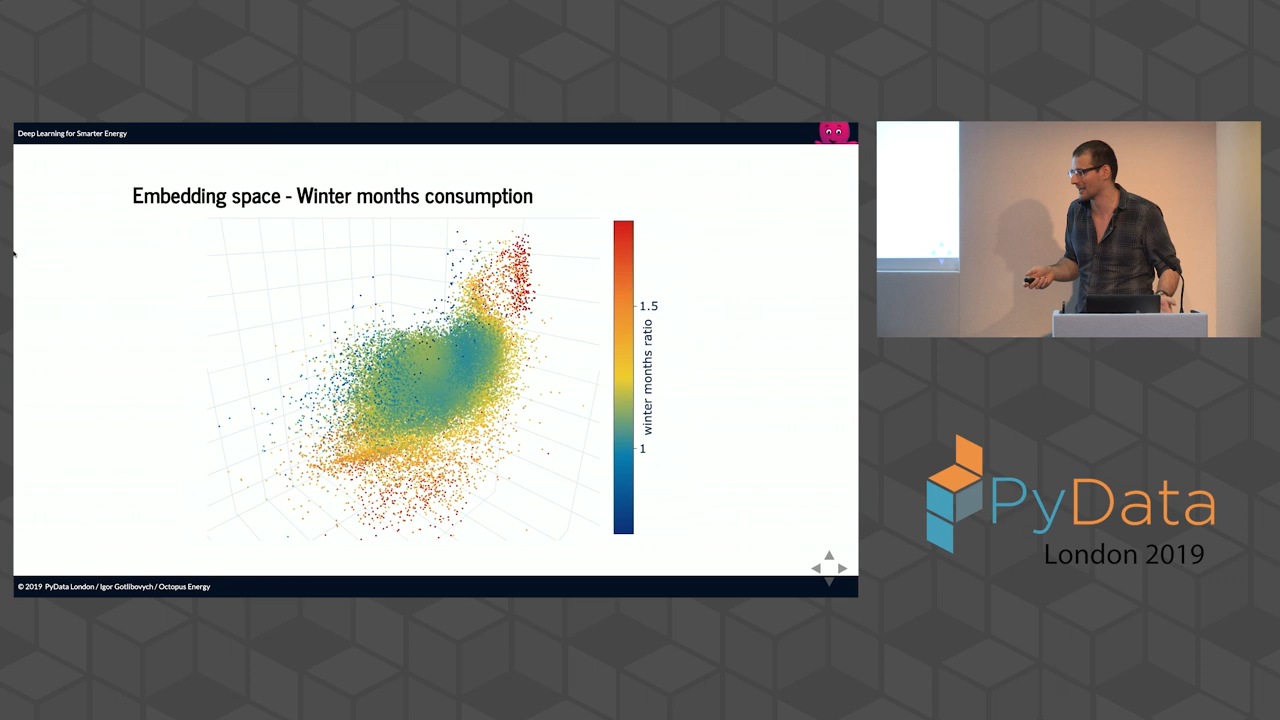 Deep Learning for Smarter Energy
Embedding space - Winter months consumption
1.5
1
winter months ratio
© 2019 PyData London / Igor Gotlibovych / Octopus Energy
PyData
London 2019